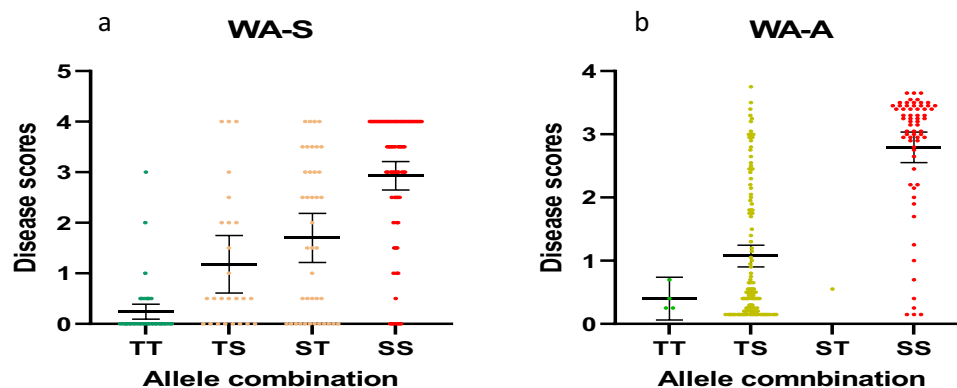 a
WA-S
Disease scores
5
4
3
2
1
0
TT TS ST SS
Allele combination
b
WA-A
Disease scores
4
3
2
1
0
TT TS ST SS
Allele comnbination